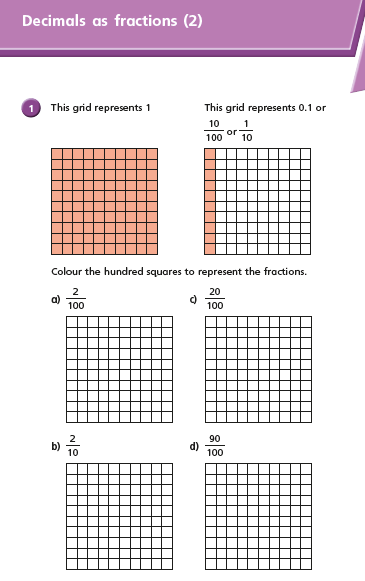 Decimals as fractions (2)
1 This grid represents 1
This grid represents 0.1 or
10/100 or 1/10
Colour the hundred squares to represent the fractions.
a) 2/100
c) 20/100
b) 2/10
d) 90/100